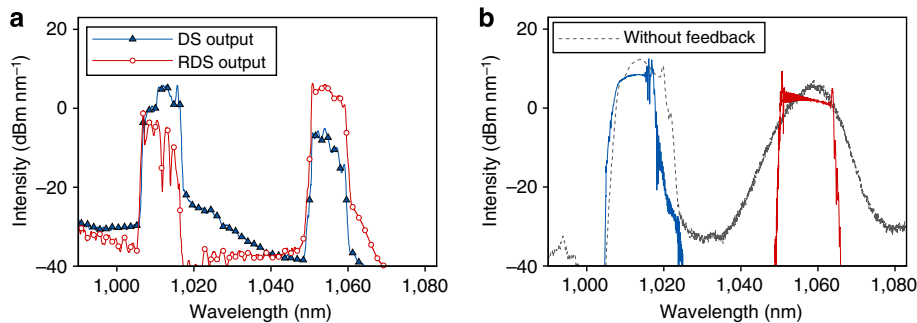 a
20
0
–20
–40
Intensity (dBm nm⁻¹)
DS output
RDS output
1,000
1,020
1,040
1,060
1,080
Wavelength (nm)
b
20
0
–20
–40
Intensity (dBm nm⁻¹)
Without feedback
1,000
1,020
1,040
1,060
1,080
Wavelength (nm)